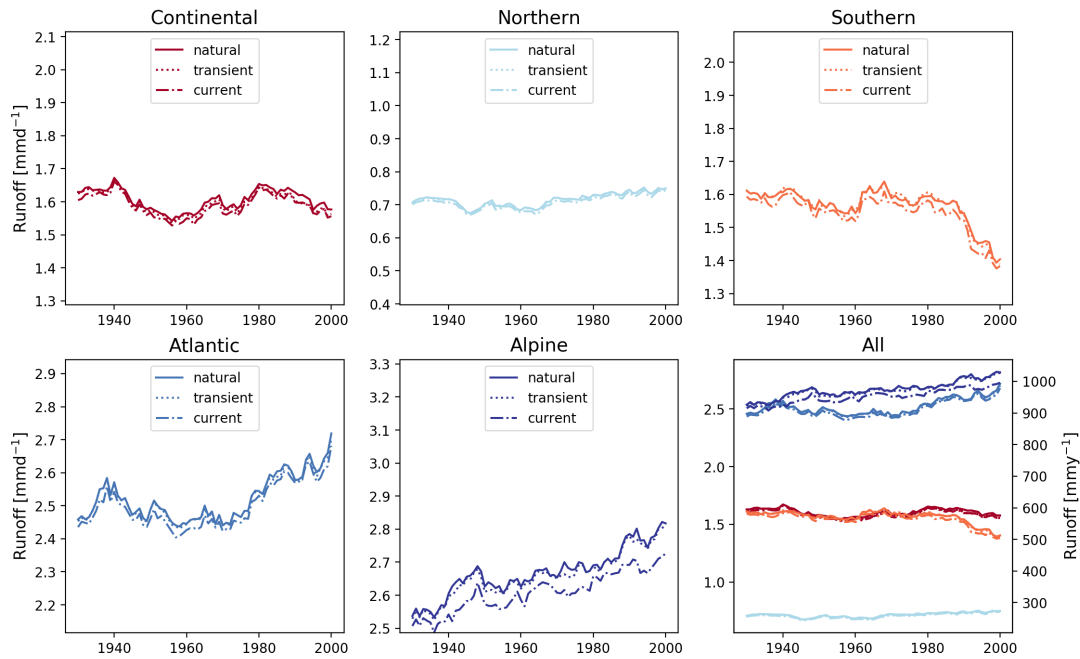 Continental
Northern
Southern
natural
transient
current
natural
transient
current
natural
transient
current
Runoff [mmd⁻¹]
2.1
2.0
1.9
1.8
1.7
1.6
1.5
1.4
1.3
1.2
1.1
1.0
0.9
0.8
0.7
0.6
0.5
0.4
2.0
1.9
1.8
1.7
1.6
1.5
1.4
1.3
1940 1960 1980 2000
1940 1960 1980 2000
1940 1960 1980 2000
Atlantic
Alpine
All
natural
transient
current
natural
transient
current
Runoff [mmd⁻¹]
2.9
2.8
2.7
2.6
2.5
2.4
2.3
2.2
3.3
3.2
3.1
3.0
2.9
2.8
2.7
2.6
2.5
2.5
2.0
1.5
1.0
1000
900
800
700
600
500
400
300
Runoff [mmy⁻¹]
1940 1960 1980 2000
1940 1960 1980 2000
1940 1960 1980 2000